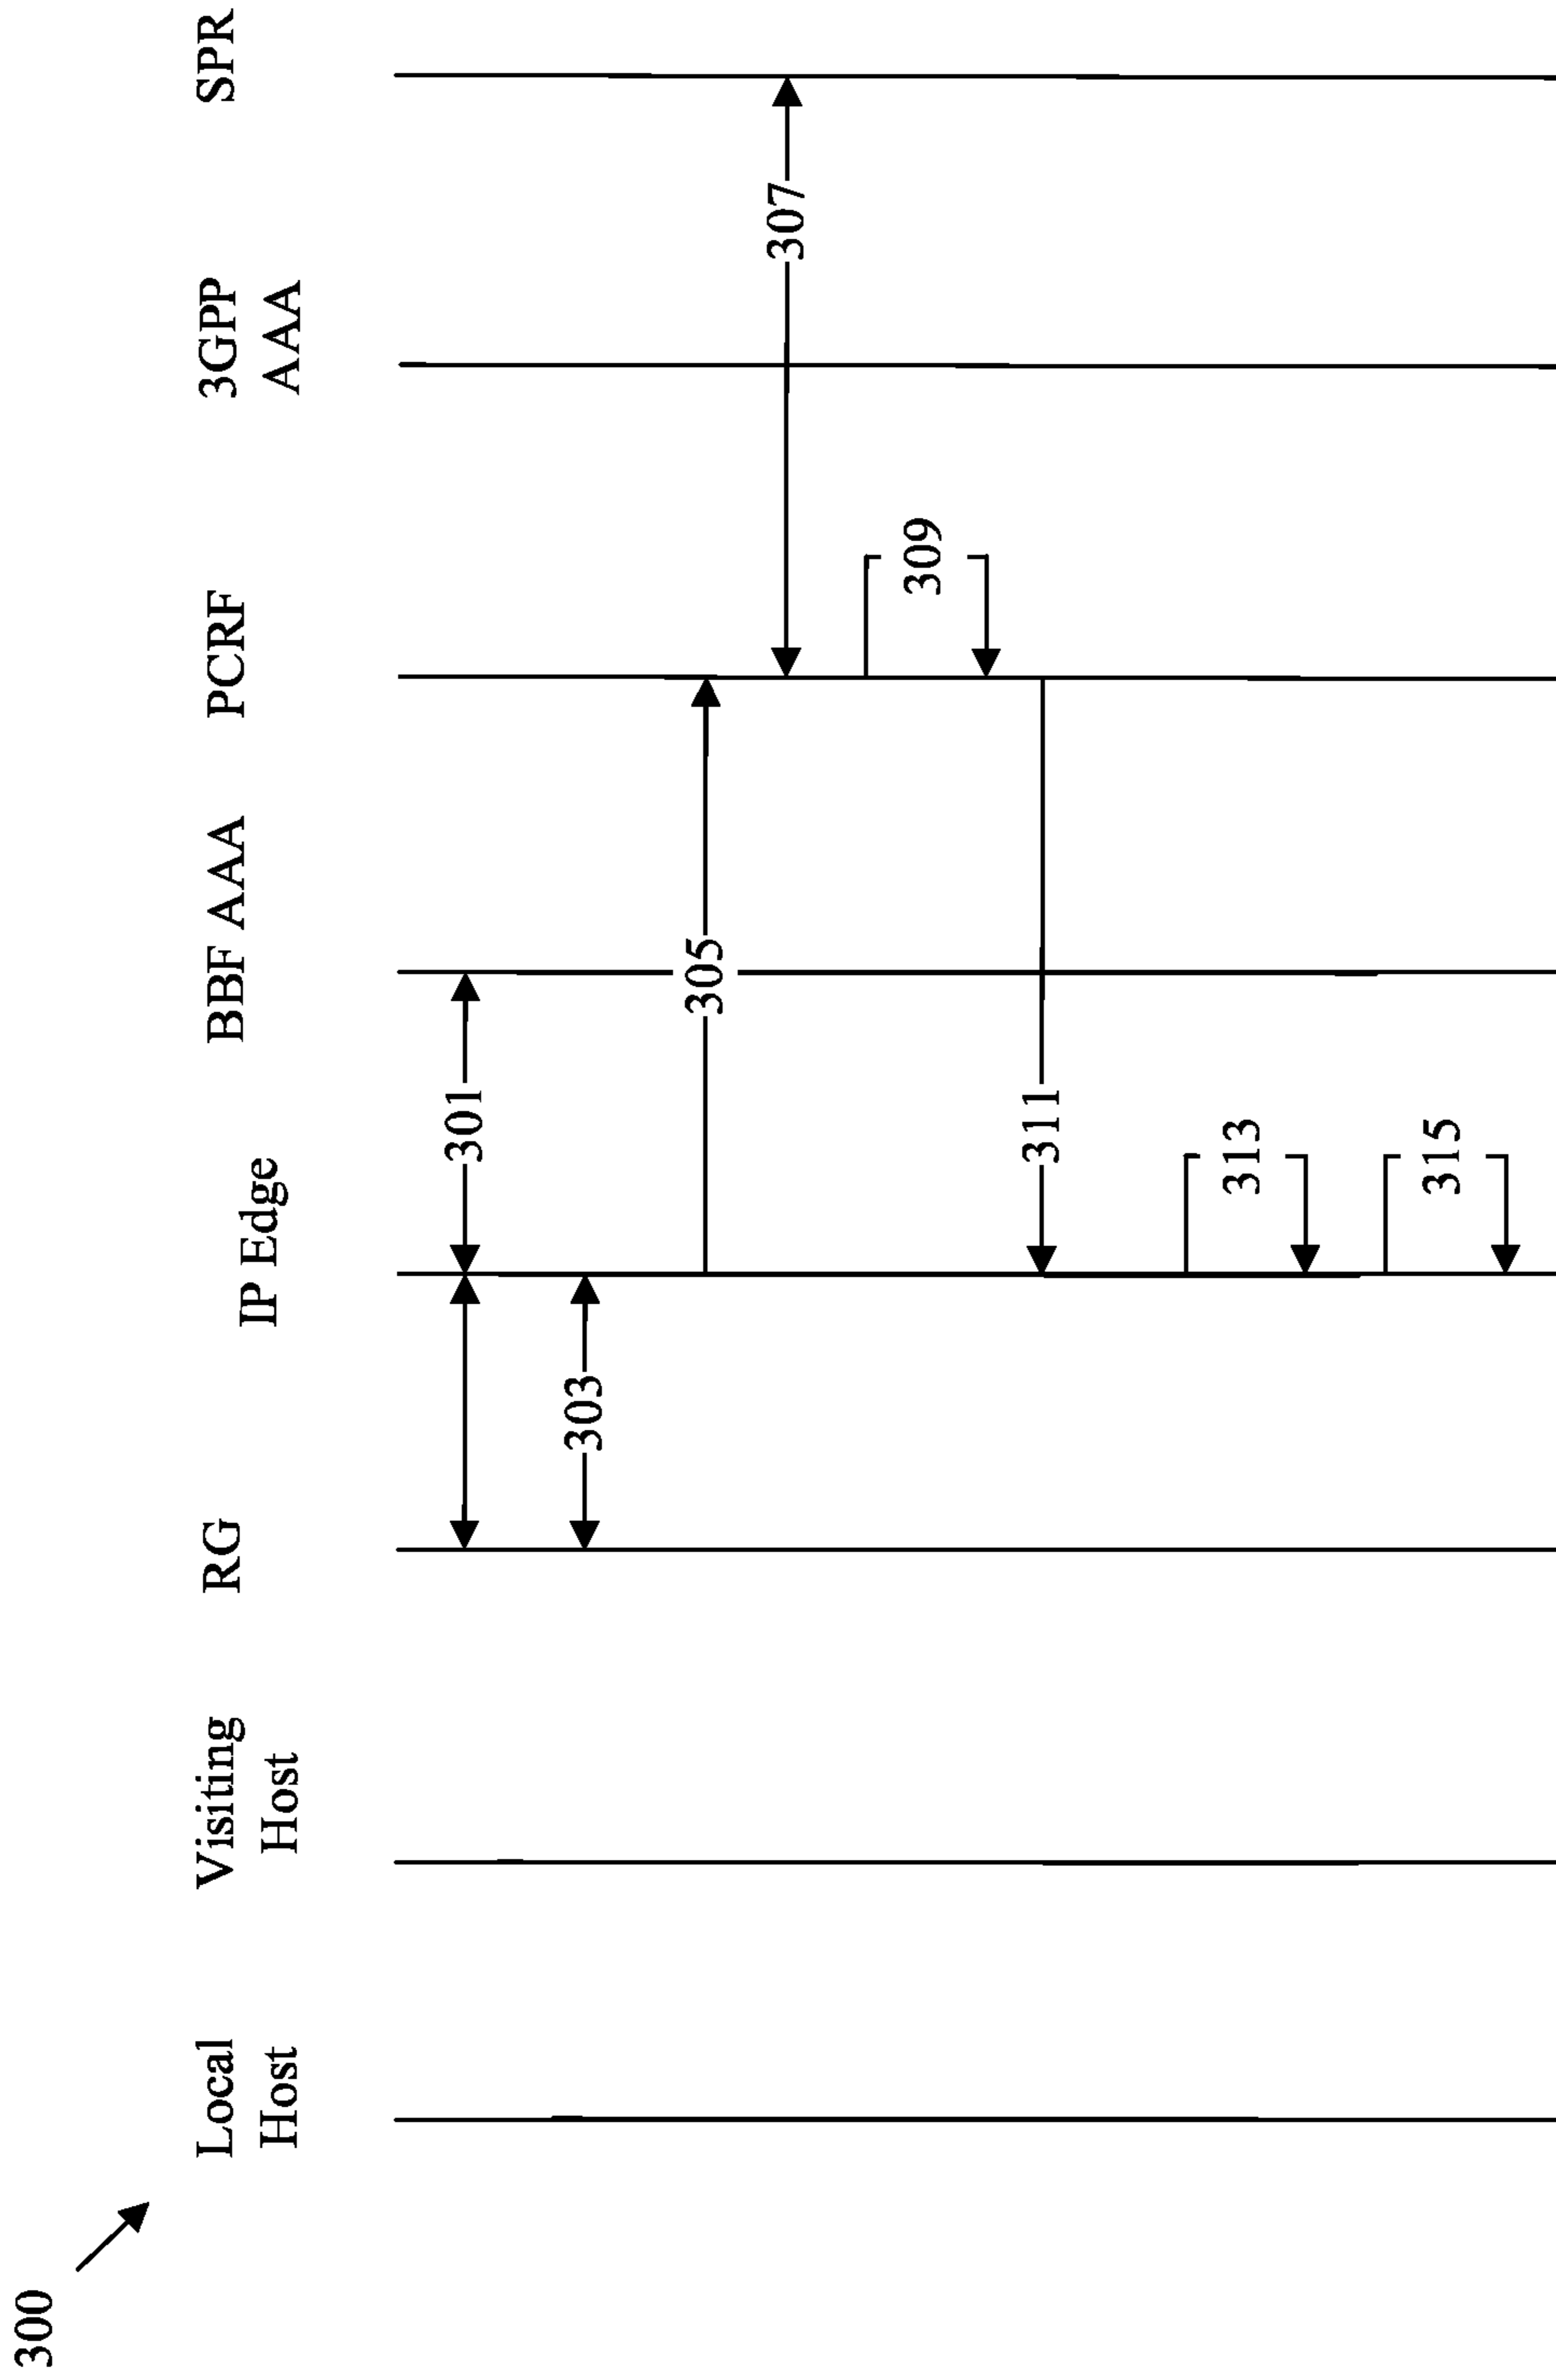 300
Local
Host
Visiting
Host
RG
IP Edge
BBF AAA
PCRF
3GPP
AAA
SPR
301
303
305
307
309
311
313
315